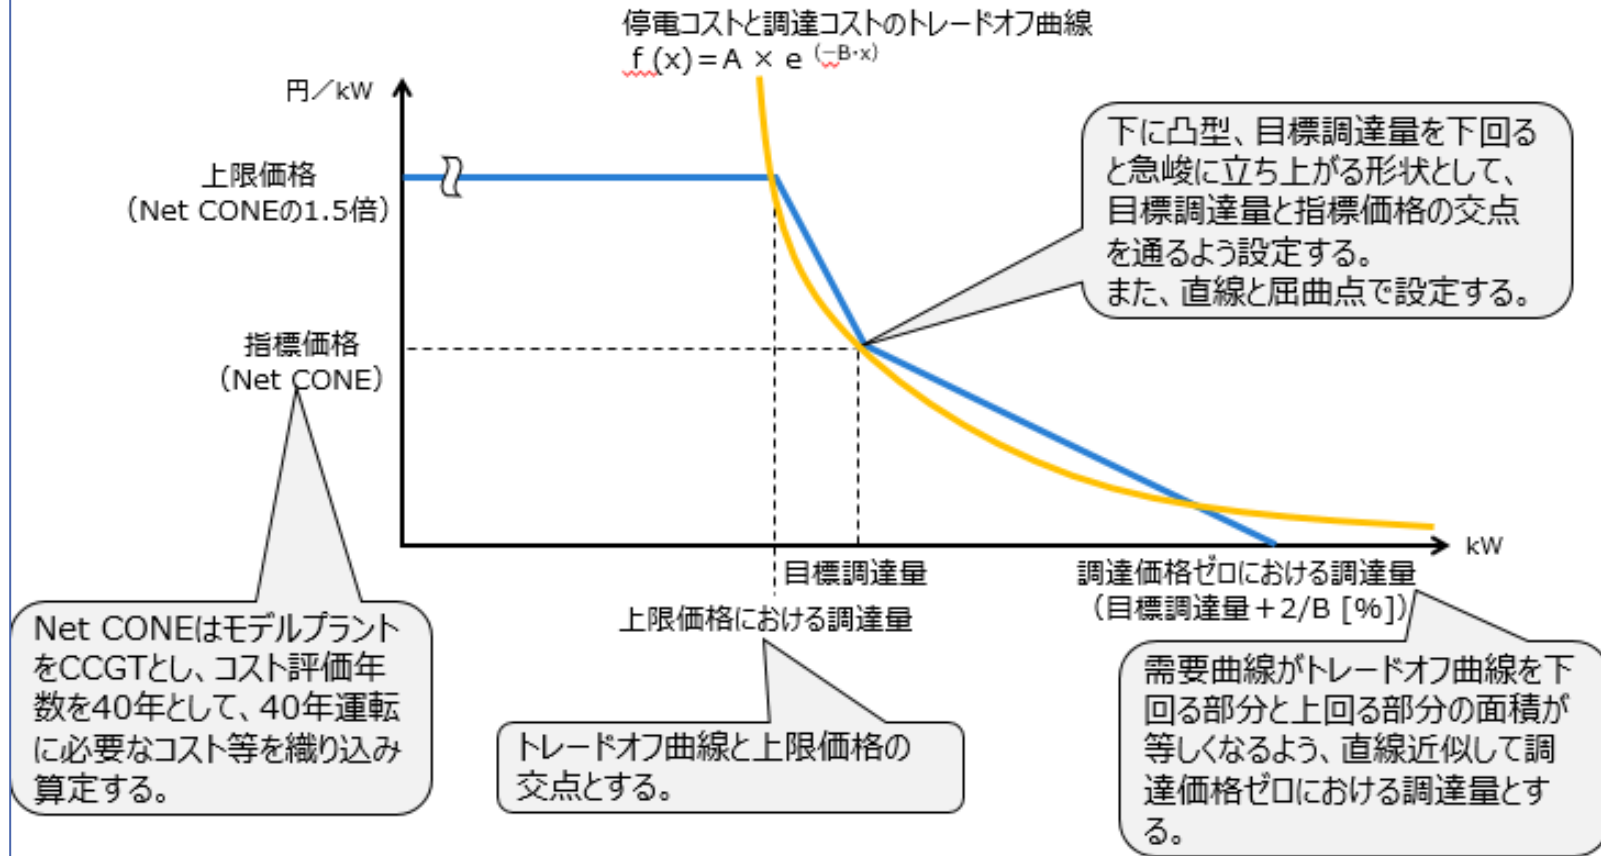 停電コストと調達コストのトレードオフ曲線
f (x)＝A × e (−B･x)
円／kW
上限価格
（Net CONEの1.5倍）
指標価格
（Net CONE）
下に凸型、目標調達量を下回る
と急峻に立ち上がる形状として、
目標調達量と指標価格の交点
を通るよう設定する。
また、直線と屈曲点で設定する。
kW
目標調達量
上限価格における調達量
調達価格ゼロにおける調達量
（目標調達量＋2/B [%]）
Net CONEはモデルプラント
をCCGTとし、コスト評価年
数を40年として、40年運転
に必要なコスト等を織り込み
算定する。
トレードオフ曲線と上限価格の
交点とする。
需要曲線がトレードオフ曲線を下
回る部分と上回る部分の面積が
等しくなるよう、直線近似して調
達価格ゼロにおける調達量とす
る。